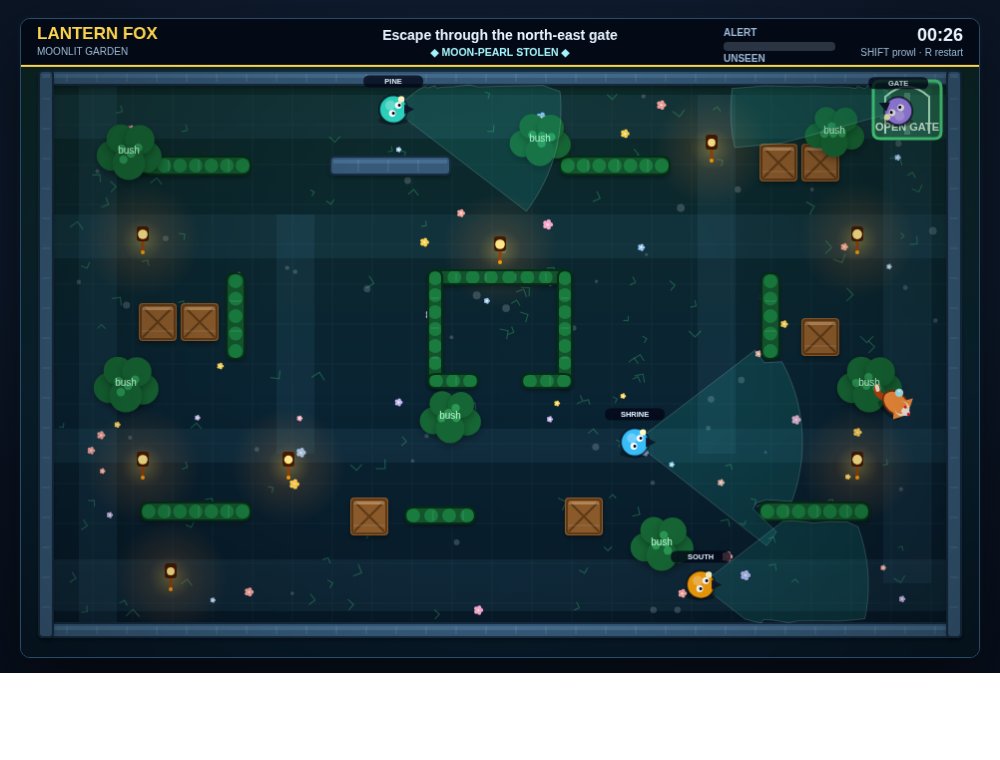 LANTERN FOX
MOONLIT GARDEN
Escape through the north-east gate
◆ MOON-PEARL STOLEN ◆
ALERT
UNSEEN
00:26
SHIFT prowl · R restart
PINE
GATE
OPEN GATE
bush
bush
bush
bush
bush
bush
SHRINE
bush
SOUTH